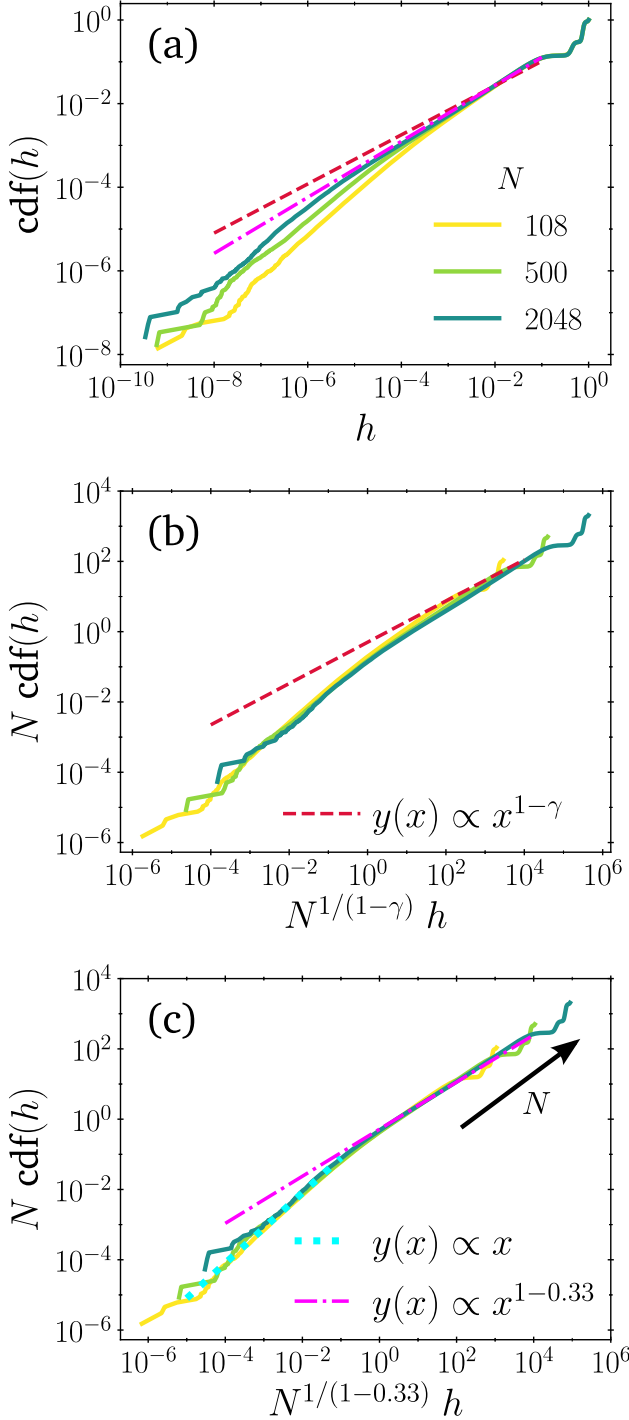 (a)
10^0
10^{-2}
10^{-4}
10^{-6}
10^{-8}
cdf(h)
N
108
500
2048
10^{-10} 10^{-8} 10^{-6} 10^{-4} 10^{-2} 10^0
h
(b)
10^4
10^2
10^0
10^{-2}
10^{-4}
10^{-6}
N cdf(h)
y(x) ∝ x^{1−γ}
10^{-6} 10^{-4} 10^{-2} 10^0 10^2 10^4 10^6
N^{1/(1−γ)} h
(c)
10^4
10^2
10^0
10^{-2}
10^{-4}
10^{-6}
N cdf(h)
N
y(x) ∝ x
y(x) ∝ x^{1−0.33}
10^{-6} 10^{-4} 10^{-2} 10^0 10^2 10^4 10^6
N^{1/(1−0.33)} h